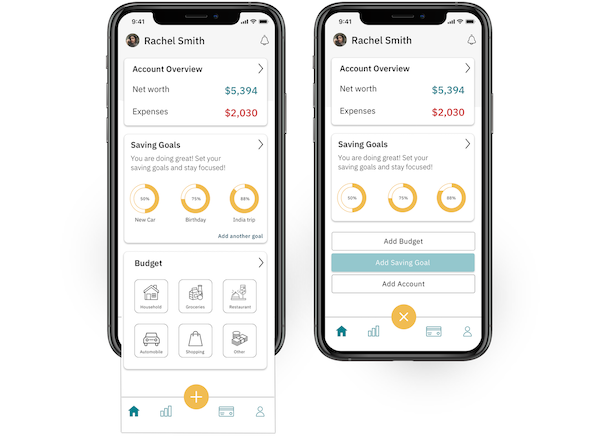 9:41
Rachel Smith
Account Overview
Net worth $5,394
Expenses $2,030
Saving Goals
You are doing great! Set your
saving goals and stay focused!
50% 75% 88%
New Car Birthday India trip
Add another goal
Budget
Household Groceries Restaurant
Automobile Shopping Other
9:41
Rachel Smith
Account Overview
Net worth $5,394
Expenses $2,030
Saving Goals
You are doing great! Set your
saving goals and stay focused!
50% 75% 88%
Add Budget
Add Saving Goal
Add Account